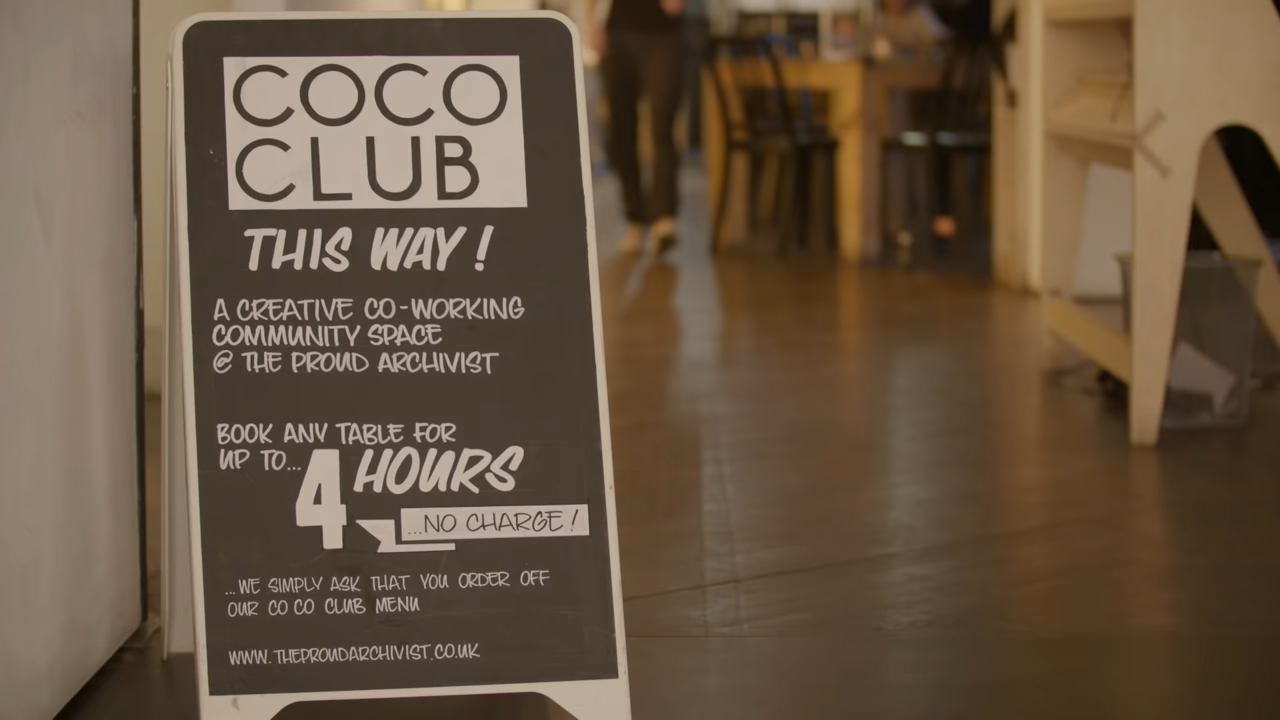 COCO
CLUB
THIS WAY!
A CREATIVE CO-WORKING
COMMUNITY SPACE
@ THE PROUD ARCHIVIST
BOOK ANY TABLE FOR
UP TO... 4 HOURS
...NO CHARGE!
...WE SIMPLY ASK THAT YOU ORDER OFF
OUR CO CO CLUB MENU
WWW.THEPROUDARCHIVIST.CO.UK